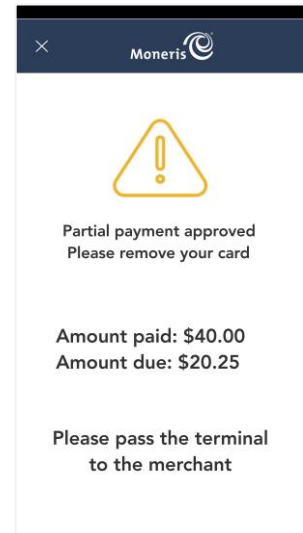 Moneris
Partial payment approved
Please remove your card
Amount paid: $40.00
Amount due: $20.25
Please pass the terminal
to the merchant